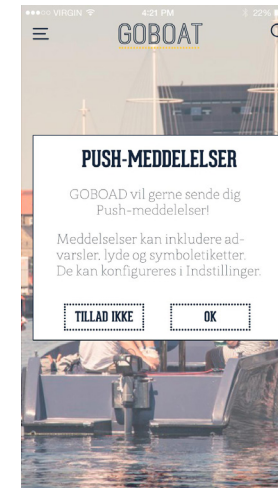 VIRGIN 4:21 PM 22%
GOBOAT
PUSH-MEDDELELSER
GOBOAD vil gerne sende dig
Push-meddelelser!
Meddelselser kan inkludere ad-
varsler, lyde og symboletiketter.
De kan konfigureres i Indstillinger.
TILLAD IKKE OK